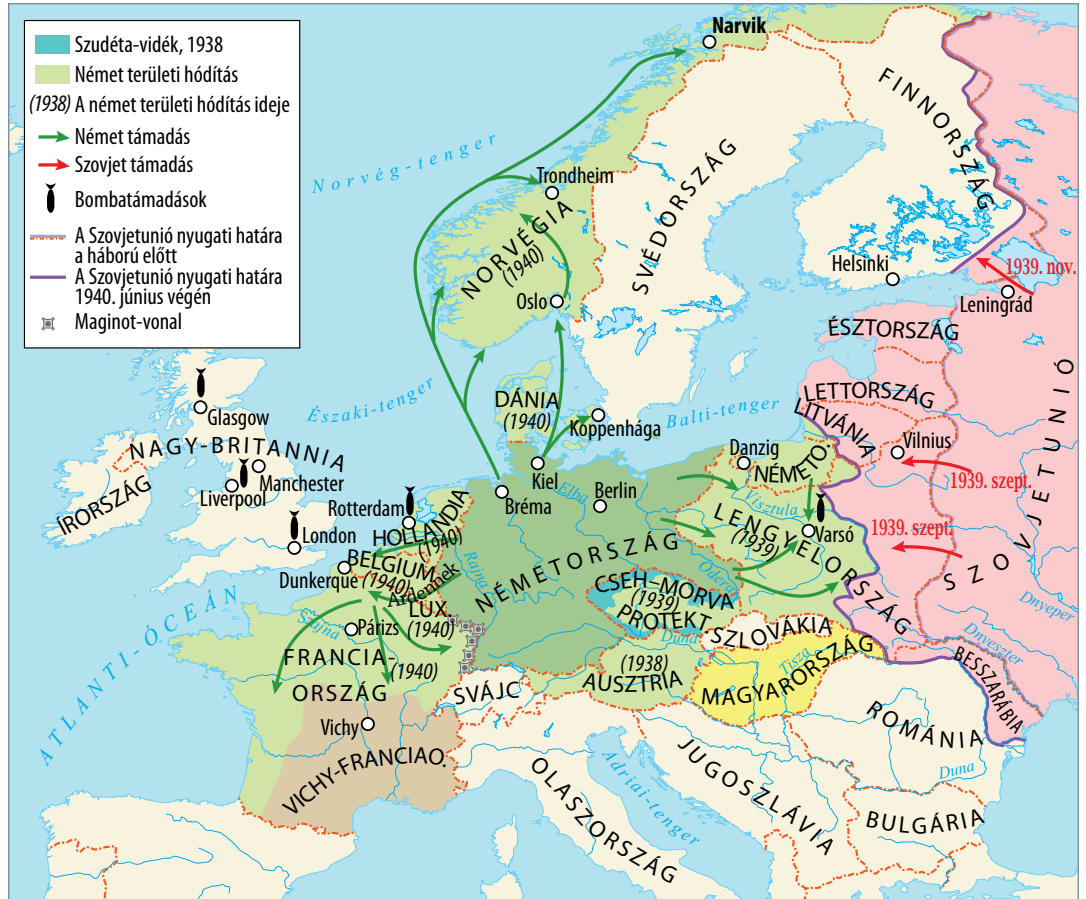 Szudéta-vidék, 1938
Német területi hódítás
(1938) A német területi hódítás ideje
Német támadás
Szovjet támadás
Bombatámadások
A Szovjetunió nyugati határa
a háború előtt
A Szovjetunió nyugati határa
1940. június végén
Maginot-vonal
Narvik
FINNORSZÁG
Norvég-tenger
Trondheim
SVÉDORSZÁG
NORVÉGIA
(1940)
Helsinki
1939. nov.
Oslo
Leningrád
ÉSZTORSZÁG
SZOVJETUNIÓ
LETTORSZÁG
DÁNIA
(1940)
Északi-tenger
Balti-tenger
Koppenhága
LITVÁNIA
Glasgow
NAGY-BRITANNIA
Vilnius
Danzig
NÉMETO.
Manchester
Liverpool
ÍRORSZÁG
Kiel
Elba
Berlin
Bréma
1939. szept.
Visztula
Rotterdam
HOLLANDIA
(1940)
London
LENGYELORSZÁG
(1939)
Varsó
1939. szept.
BELGIUM
(1940)
Dunkerque
Ardennek
Rajna
NÉMETORSZÁG
Odera
CSEH-MORVA
(1939)
PROTEKT.
LUX.
(1940)
Dnyeper
Szajna
Párizs
Duna
SZLOVÁKIA
Dnyeszter
FRANCIA-
(1940)
ORSZÁG
(1938)
AUSZTRIA
Tisza
MAGYARORSZÁG
BESSZARÁBIA
SVÁJC
ATLANTI-ÓCEÁN
Vichy
VICHY-FRANCIAO.
ROMÁNIA
JUGOSZLÁVIA
OLASZORSZÁG
Adriai-tenger
Duna
BULGÁRIA